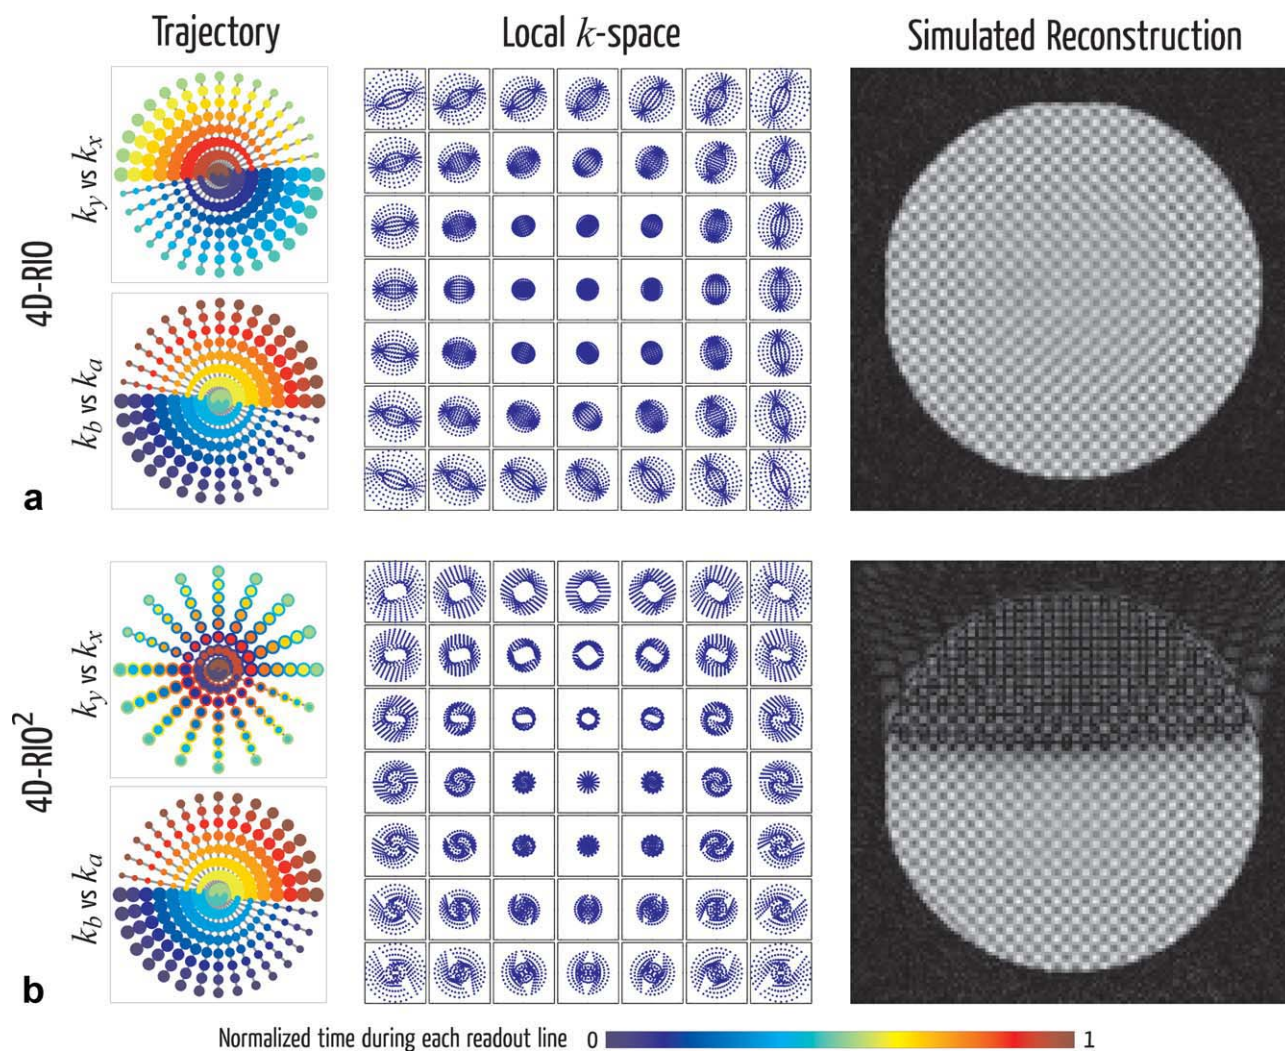 Trajectory
Local k-space
Simulated Reconstruction
4D-RIO
k_y vs k_x
k_b vs k_a
a
4D-RIO²
k_y vs k_x
k_b vs k_a
b
Normalized time during each readout line 0 1